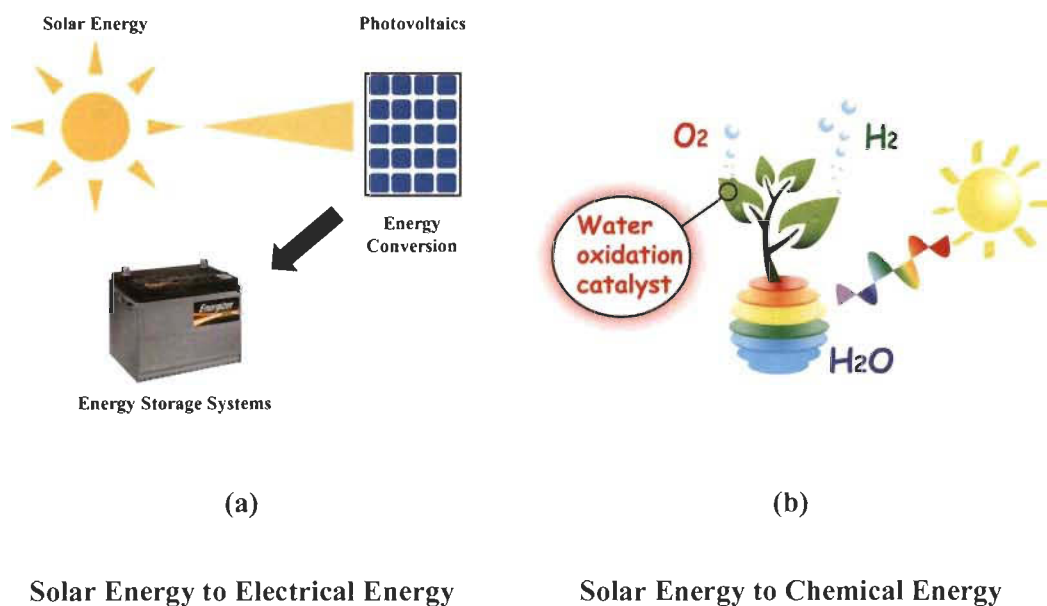 Solar Energy
Photovoltaics
Energy
Conversion
Energizer
Energy Storage Systems
(a)
Solar Energy to Electrical Energy
O2
H2
Water
oxidation
catalyst
H2O
(b)
Solar Energy to Chemical Energy